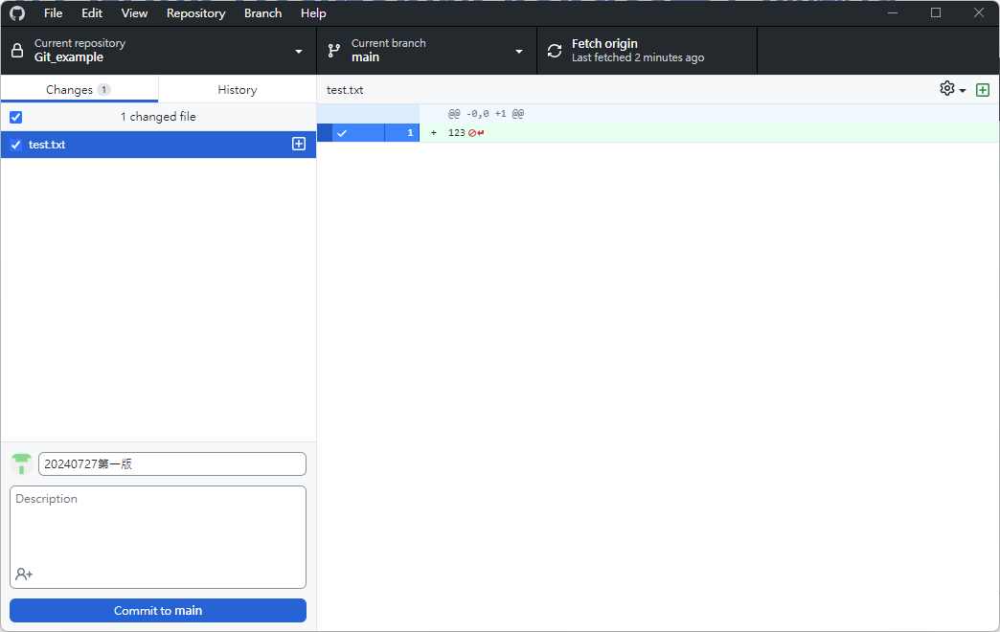 File Edit View Repository Branch Help
Current repository
Git_example
Current branch
main
Fetch origin
Last fetched 2 minutes ago
Changes 1
History
1 changed file
test.txt
test.txt
@@ -0,0 +1 @@
1 + 123
20240727第一版
Description
Commit to main